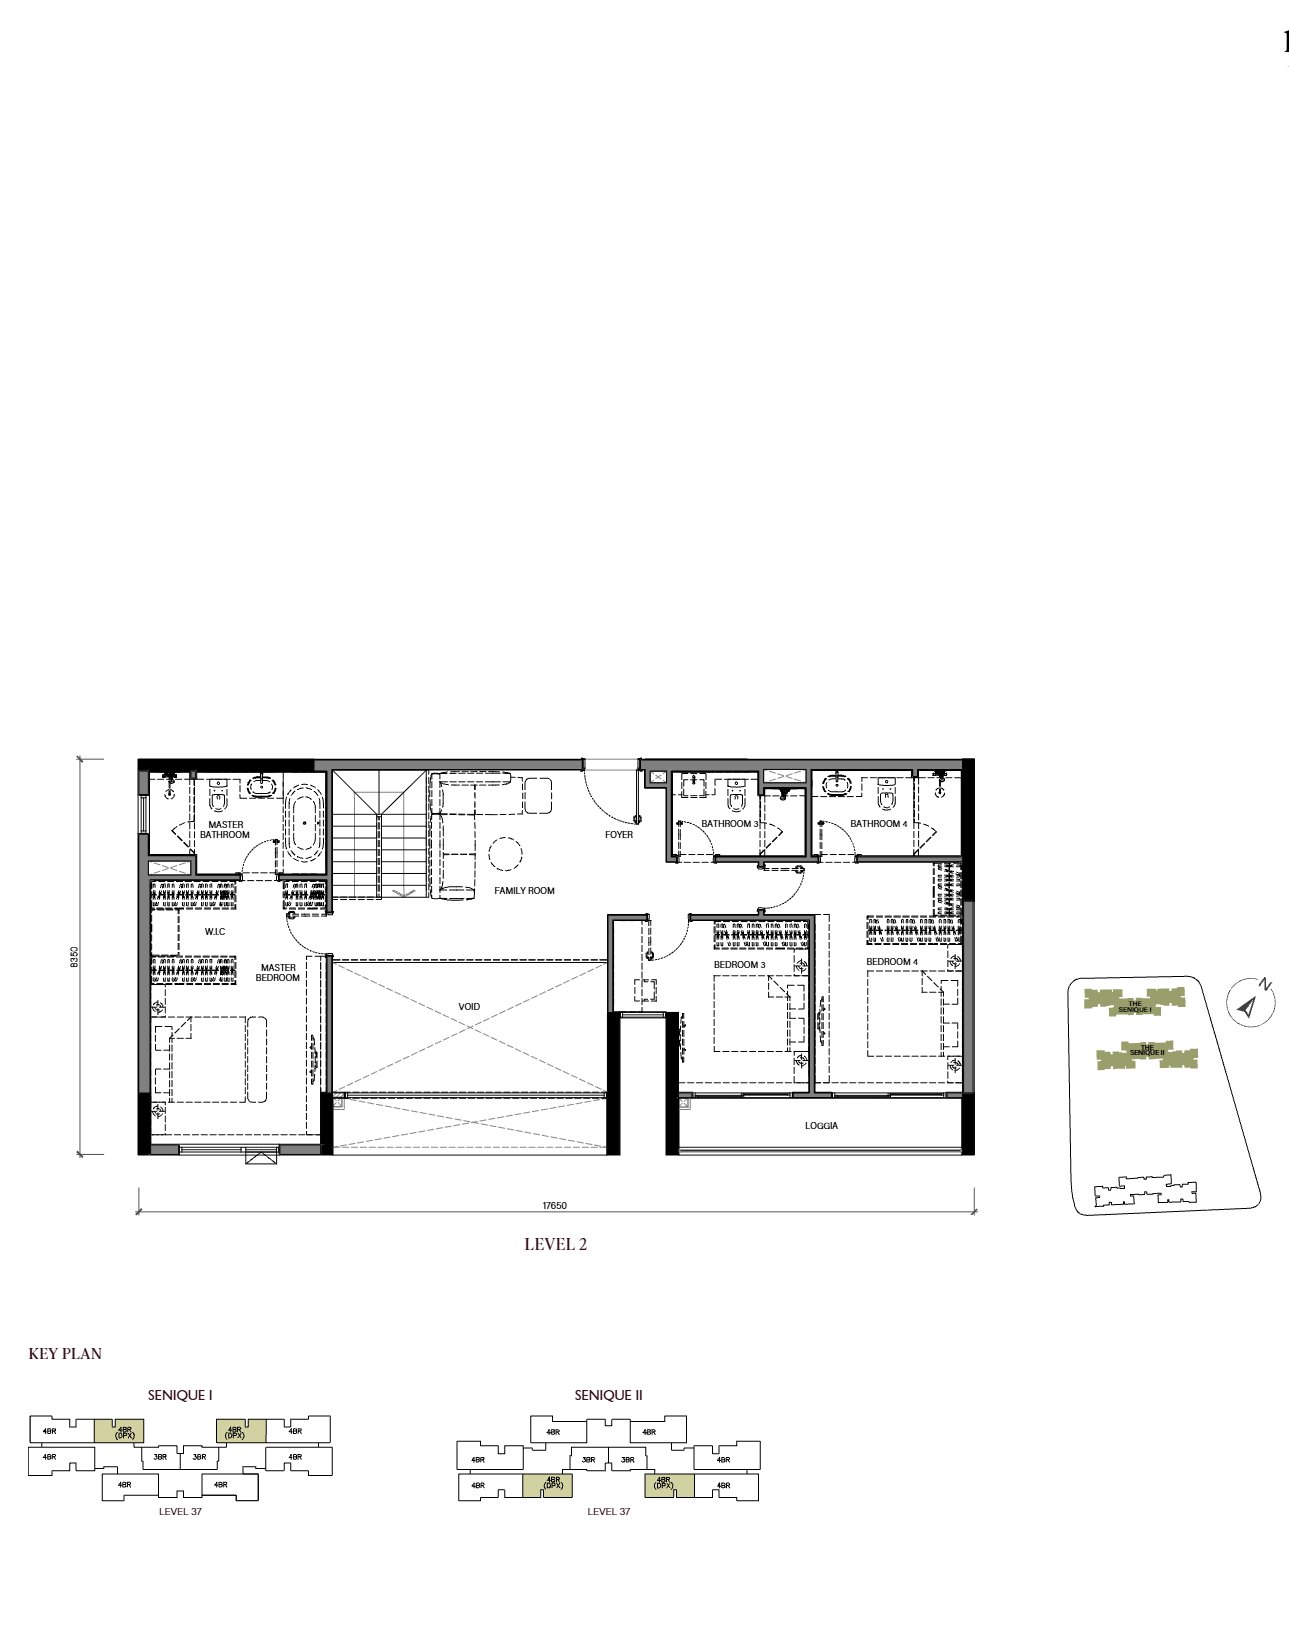 MASTER
BATHROOM
BATHROOM 3
BATHROOM 4
FOYER
FAMILY ROOM
W.I.C
MASTER
BEDROOM
BEDROOM 3
BEDROOM 4
VOID
LOGGIA
8350
17650
LEVEL 2
N
THE
SENIQUE I
THE
SENIQUE II
KEY PLAN
SENIQUE I
4BR
4BR
(DPX)
4BR
(DPX)
4BR
4BR
3BR
3BR
4BR
4BR
4BR
LEVEL 37
SENIQUE II
4BR
4BR
4BR
3BR
3BR
4BR
4BR
4BR
(DPX)
4BR
(DPX)
4BR
LEVEL 37